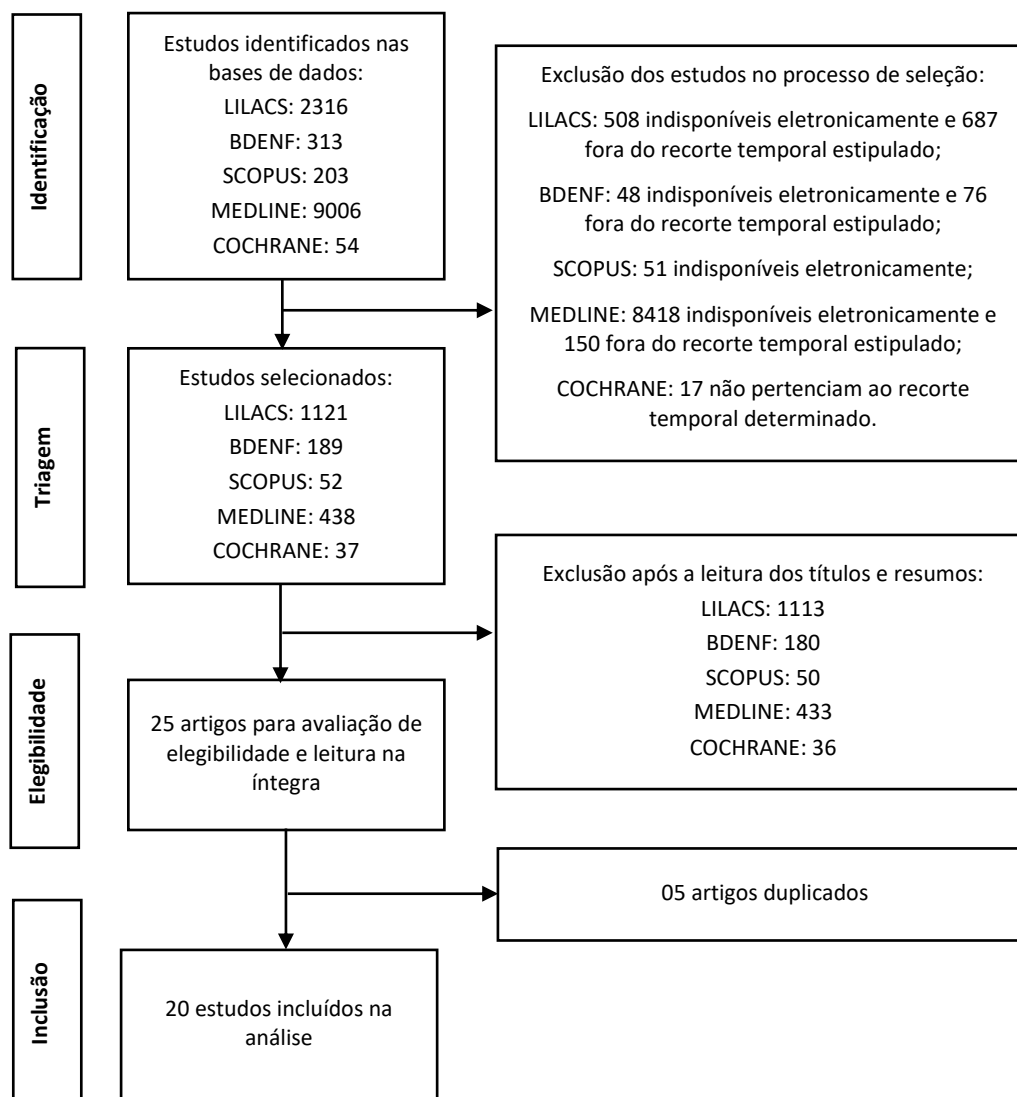 Identificação
Estudos identificados nas
bases de dados:
LILACS: 2316
BDENF: 313
SCOPUS: 203
MEDLINE: 9006
COCHRANE: 54
Exclusão dos estudos no processo de seleção:
LILACS: 508 indisponíveis eletronicamente e 687
fora do recorte temporal estipulado;
BDENF: 48 indisponíveis eletronicamente e 76
fora do recorte temporal estipulado;
SCOPUS: 51 indisponíveis eletronicamente;
MEDLINE: 8418 indisponíveis eletronicamente e
150 fora do recorte temporal estipulado;
COCHRANE: 17 não pertenciam ao recorte
temporal determinado.
Triagem
Estudos selecionados:
LILACS: 1121
BDENF: 189
SCOPUS: 52
MEDLINE: 438
COCHRANE: 37
Exclusão após a leitura dos títulos e resumos:
LILACS: 1113
BDENF: 180
SCOPUS: 50
MEDLINE: 433
COCHRANE: 36
Elegibilidade
25 artigos para avaliação de
elegibilidade e leitura na
íntegra
05 artigos duplicados
Inclusão
20 estudos incluídos na
análise